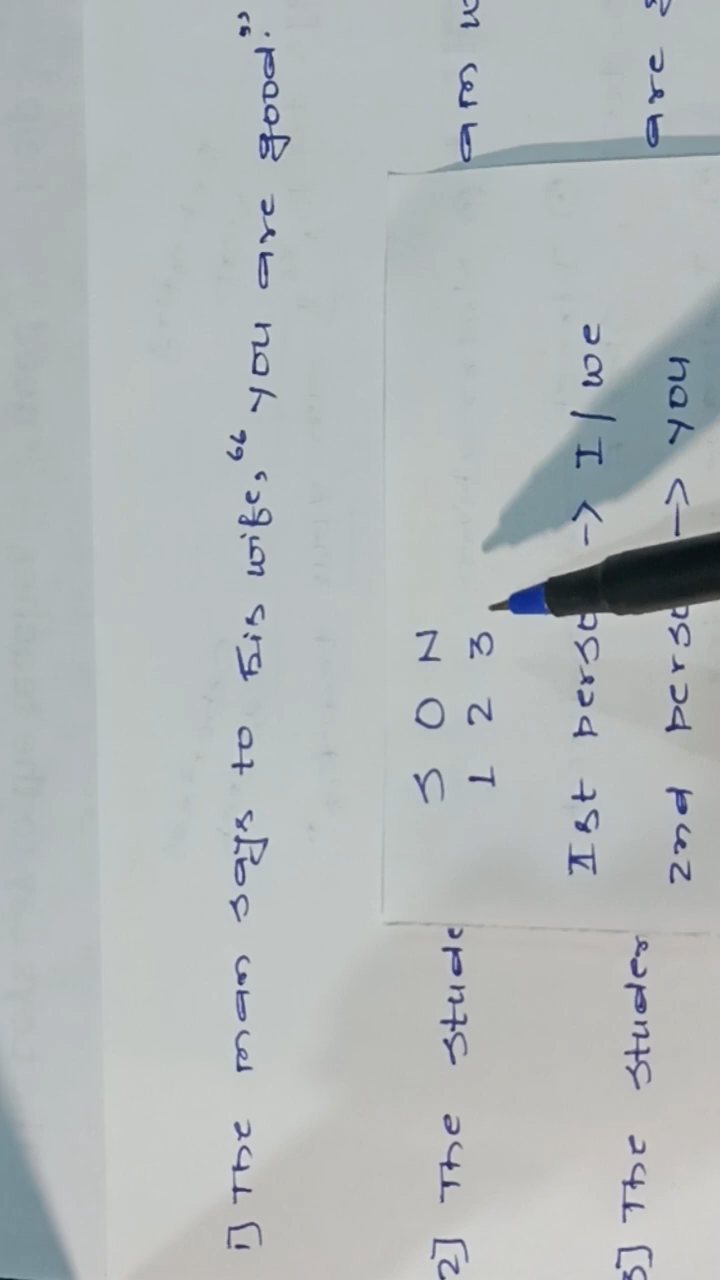 1] The man says to his wife, “you are good.”
2] The stude am
S O N
1 2 3
Ist perso -> I/we
2nd perso -> you
3] The studen are